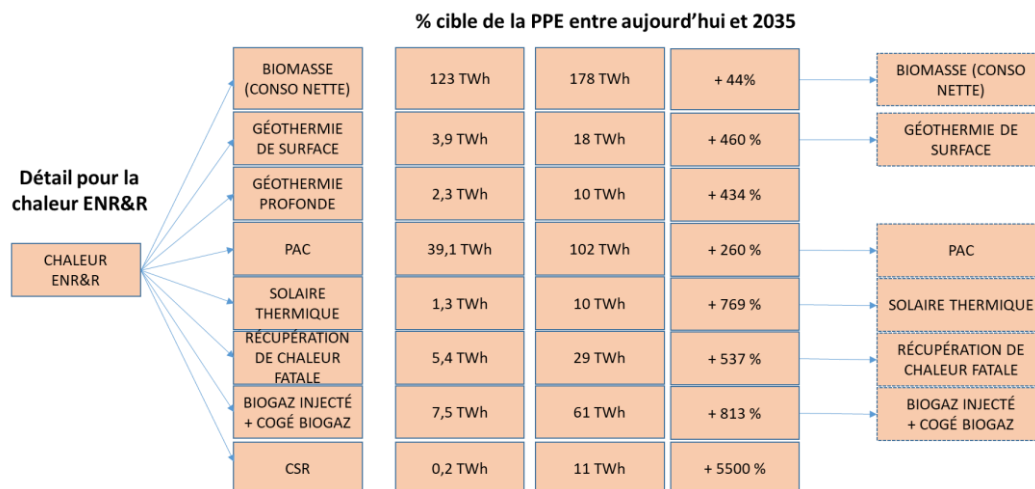 % cible de la PPE entre aujourd'hui et 2035
Détail pour la
chaleur ENR&R
CHALEUR
ENR&R
BIOMASSE
(CONSO NETTE)
123 TWh
178 TWh
+ 44%
BIOMASSE (CONSO
NETTE)
GÉOTHERMIE
DE SURFACE
3,9 TWh
18 TWh
+ 460 %
GÉOTHERMIE DE
SURFACE
GÉOTHERMIE
PROFONDE
2,3 TWh
10 TWh
+ 434 %
PAC
39,1 TWh
102 TWh
+ 260 %
PAC
SOLAIRE
THERMIQUE
1,3 TWh
10 TWh
+ 769 %
SOLAIRE THERMIQUE
RÉCUPÉRATION
DE CHALEUR
FATALE
5,4 TWh
29 TWh
+ 537 %
RÉCUPÉRATION DE
CHALEUR FATALE
BIOGAZ INJECTÉ
+ COGÉ BIOGAZ
7,5 TWh
61 TWh
+ 813 %
BIOGAZ INJECTÉ
+ COGÉ BIOGAZ
CSR
0,2 TWh
11 TWh
+ 5500 %